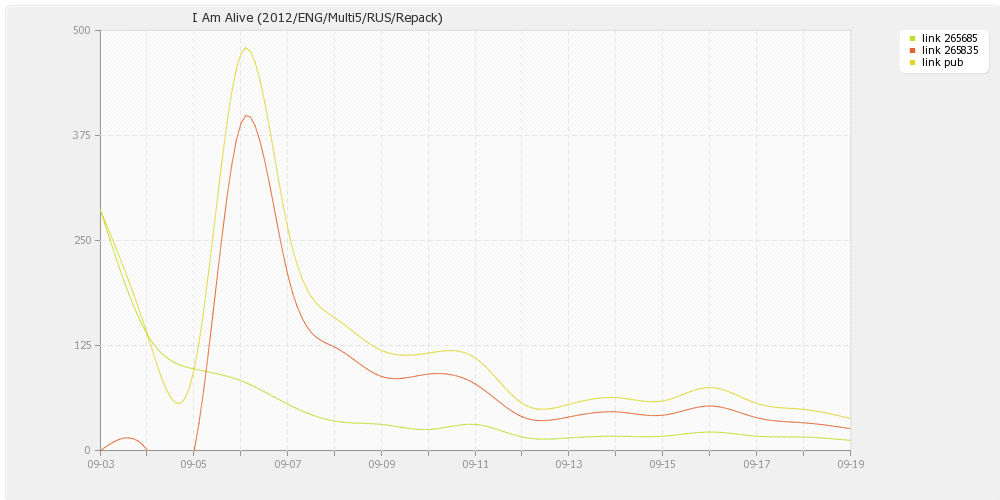 I Am Alive (2012/ENG/Multi5/RUS/Repack)
500
375
250
125
0
09-03 09-05 09-07 09-09 09-11 09-13 09-15 09-17 09-19
link 265685
link 265835
link pub